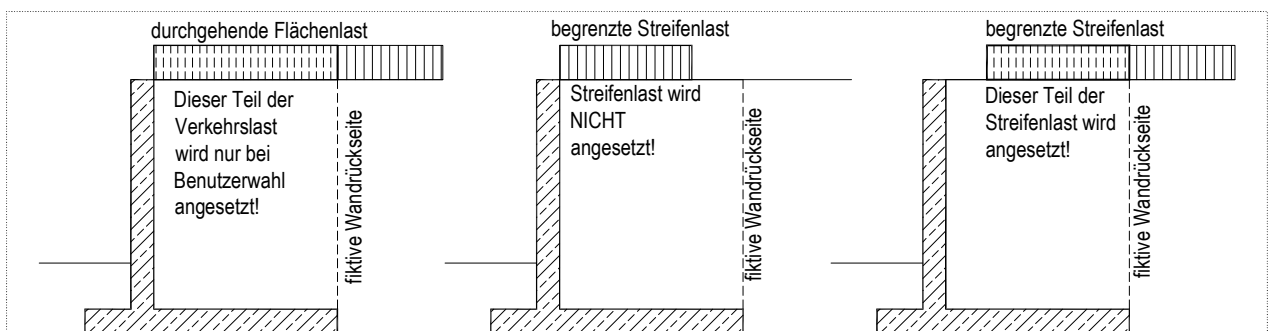 durchgehende Flächenlast
Dieser Teil der
Verkehrslast
wird nur bei
Benutzerwahl
angesetzt!
fiktive Wandrückseite
begrenzte Streifenlast
Streifenlast wird
NICHT
angesetzt!
fiktive Wandrückseite
begrenzte Streifenlast
Dieser Teil der
Streifenlast wird
angesetzt!
fiktive Wandrückseite